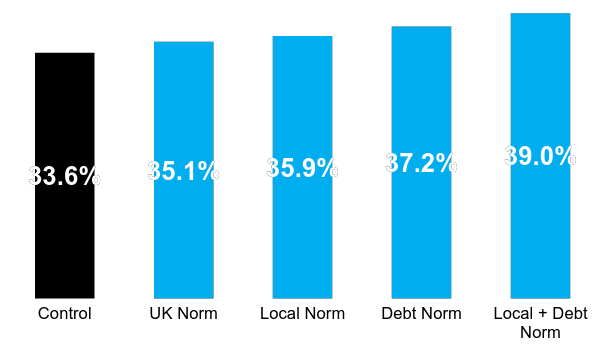 33.6%
35.1%
35.9%
37.2%
39.0%
Control
UK Norm
Local Norm
Debt Norm
Local + Debt
Norm